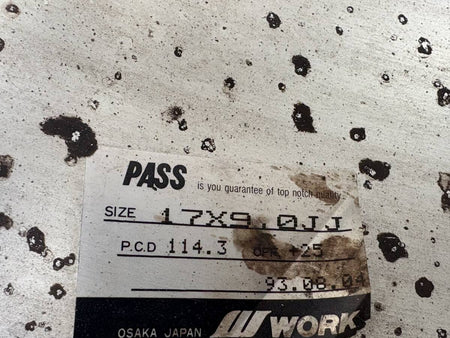 PASS is you guarantee of top notch quality
SIZE 17X9.0JJ
P.C.D 114.3 OFF +25
93.08.04
OSAKA JAPAN WORK